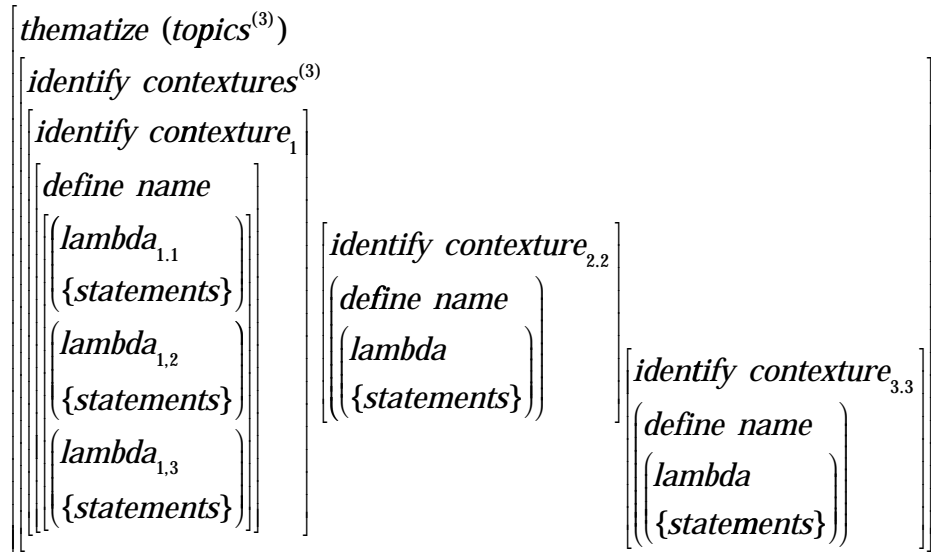 thematize (topics⁽³⁾)
identify contextures⁽³⁾
identify contexture₁
define name
lambda₁.₁
{statements}
lambda₁,₂
{statements}
lambda₁,₃
{statements}
identify contexture₂.₂
define name
lambda
{statements}
identify contexture₃.₃
define name
lambda
{statements}